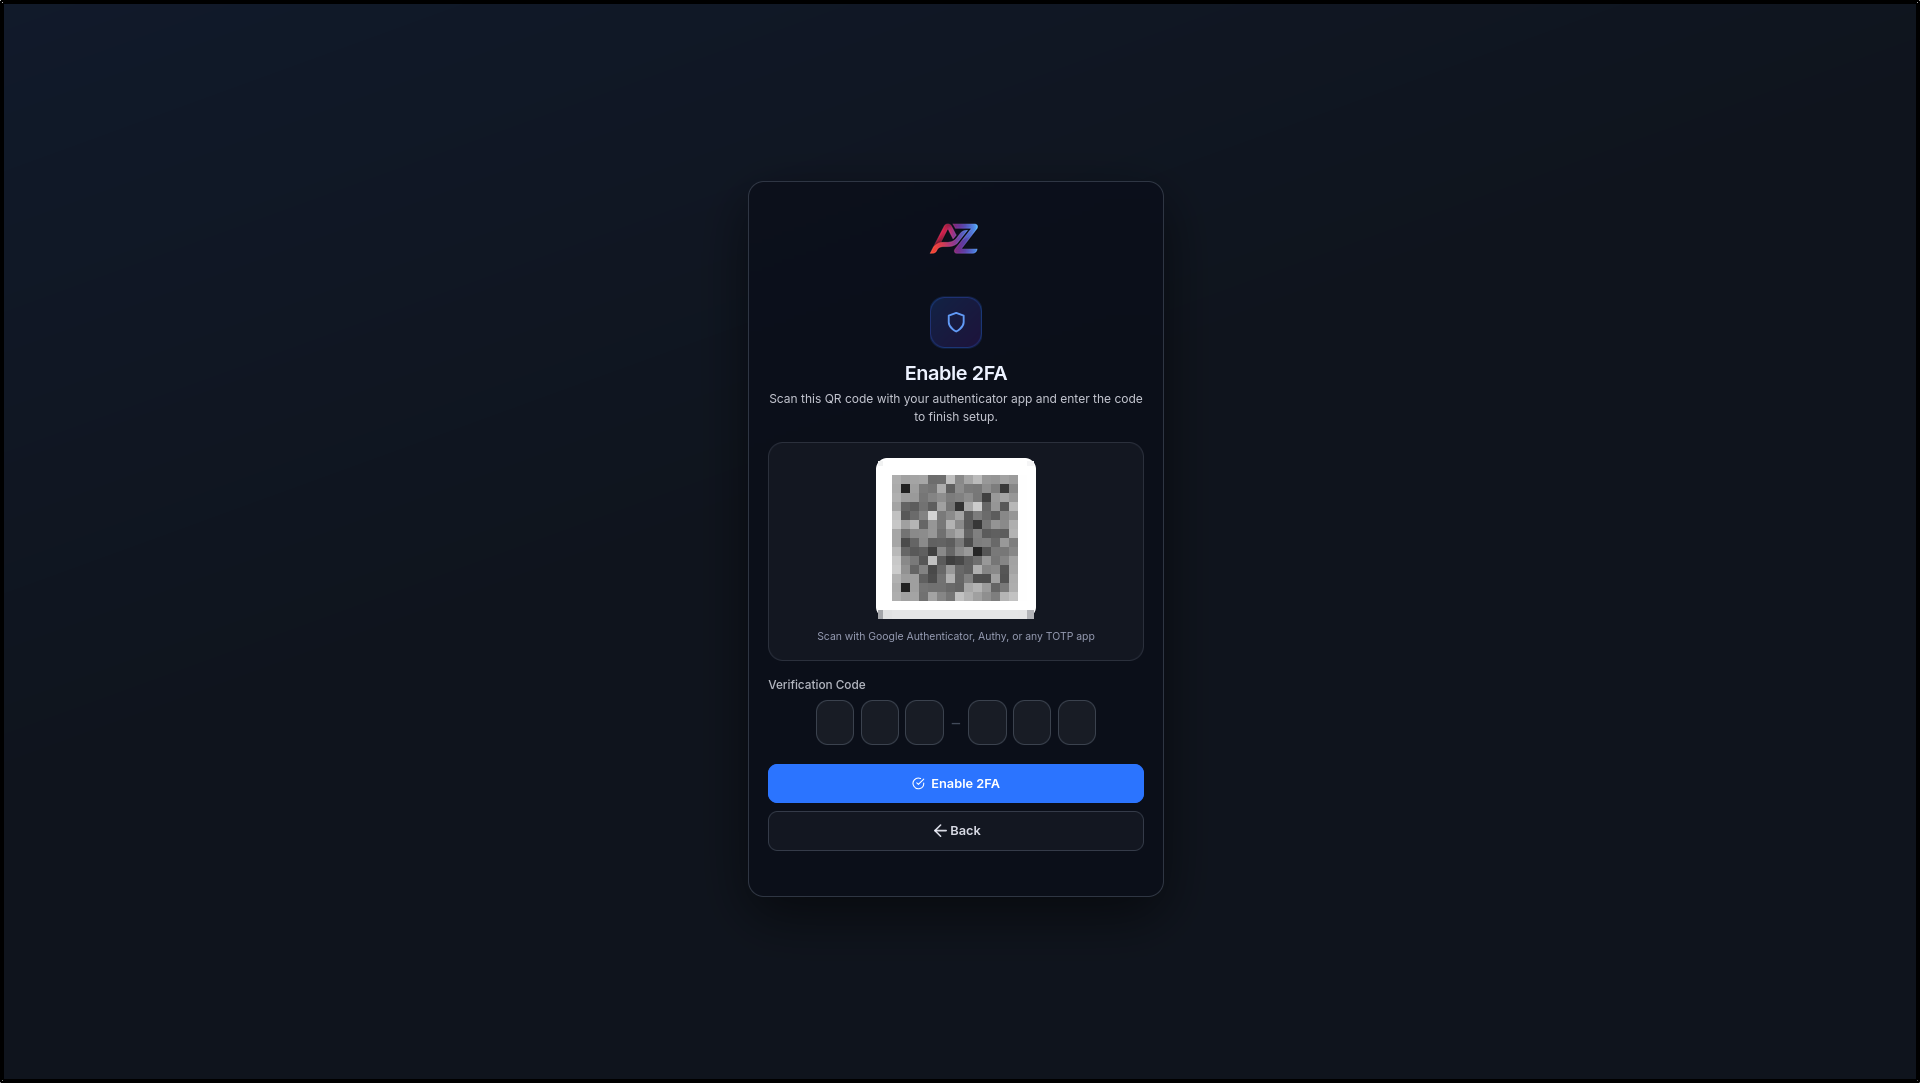 AZ
Enable 2FA
Scan this QR code with your authenticator app and enter the code
to finish setup.
Scan with Google Authenticator, Authy, or any TOTP app
Verification Code
–
Enable 2FA
Back